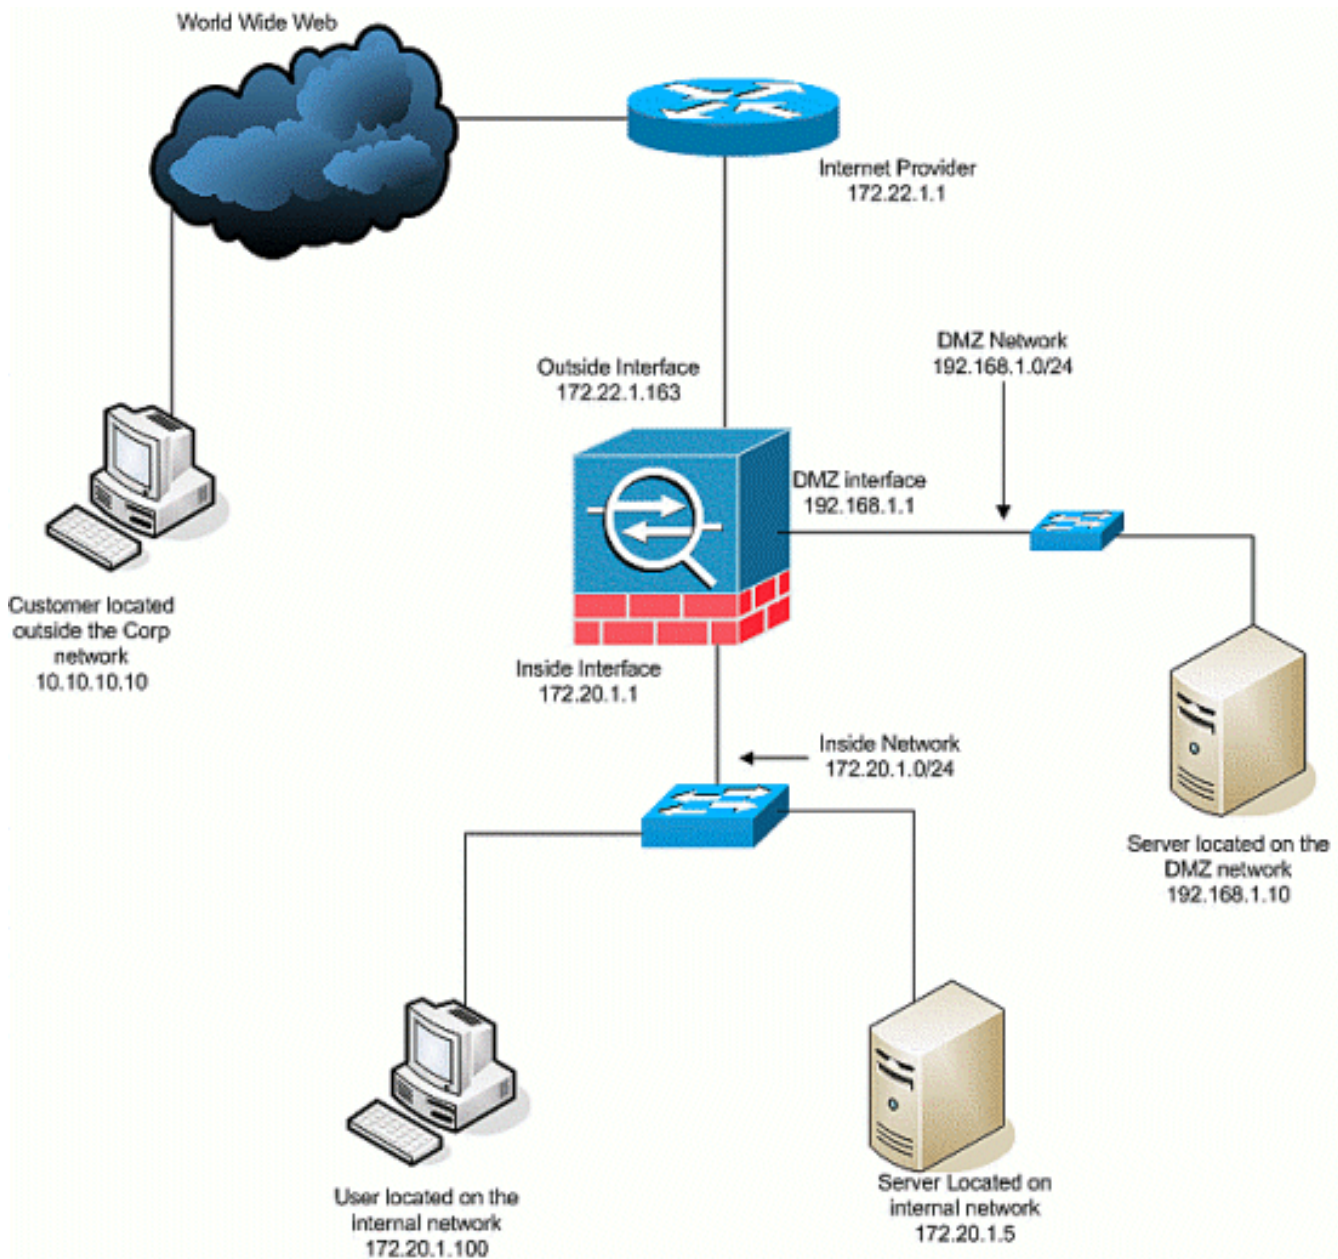 World Wide Web
Internet Provider
172.22.1.1
DMZ Network
192.168.1.0/24
Outside Interface
172.22.1.163
DMZ interface
192.168.1.1
Customer located
outside the Corp
network
10.10.10.10
Inside Interface
172.20.1.1
Inside Network
172.20.1.0/24
Server located on the
DMZ network
192.168.1.10
User located on the
internal network
172.20.1.100
Server Located on
internal network
172.20.1.5